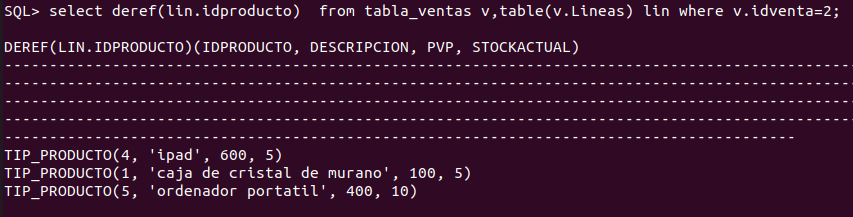 SQL> select deref(lin.idproducto)  from tabla_ventas v,table(v.Lineas) lin where v.idventa=2;
DEREF(LIN.IDPRODUCTO)(IDPRODUCTO, DESCRIPCION, PVP, STOCKACTUAL)
--------------------------------------------------------------------------------
--------------------------------------------------------------------------------
--------------------------------------------------------------------------------
--------------------------------------------------------------------------------
--------------------------------------------------------------------------------
TIP_PRODUCTO(4, 'ipad', 600, 5)
TIP_PRODUCTO(1, 'caja de cristal de murano', 100, 5)
TIP_PRODUCTO(5, 'ordenador portatil', 400, 10)